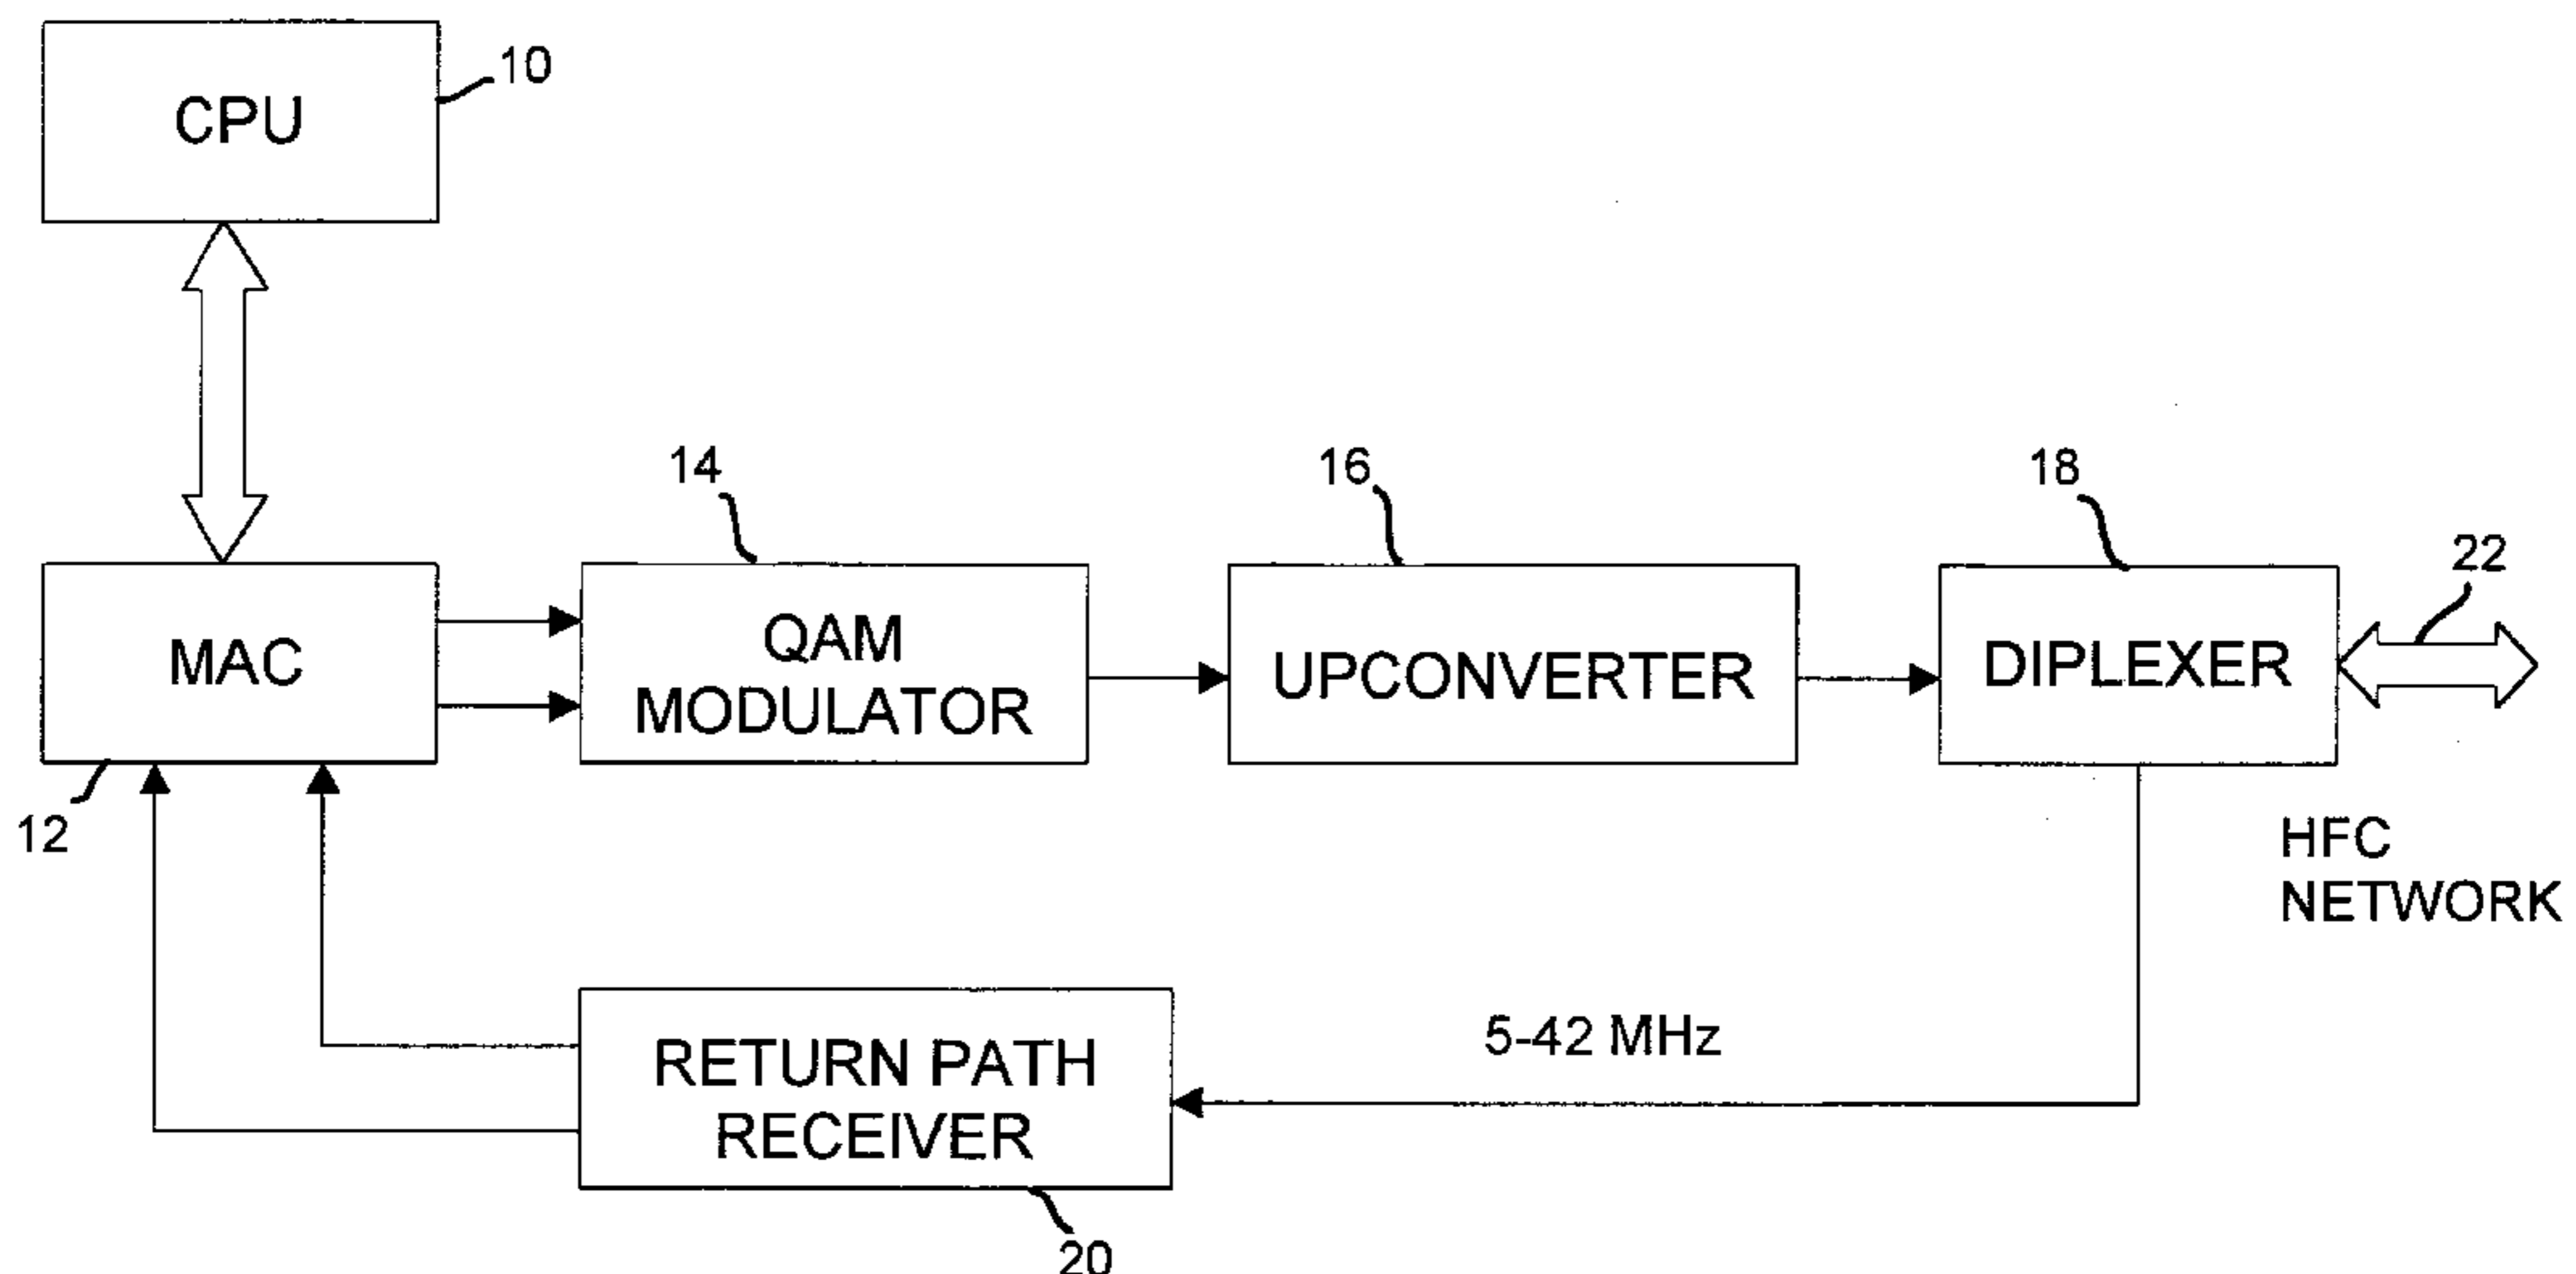 10
CPU
14
16
18
22
MAC
QAM
MODULATOR
UPCONVERTER
DIPLEXER
12
HFC
NETWORK
5-42 MHz
RETURN PATH
RECEIVER
20